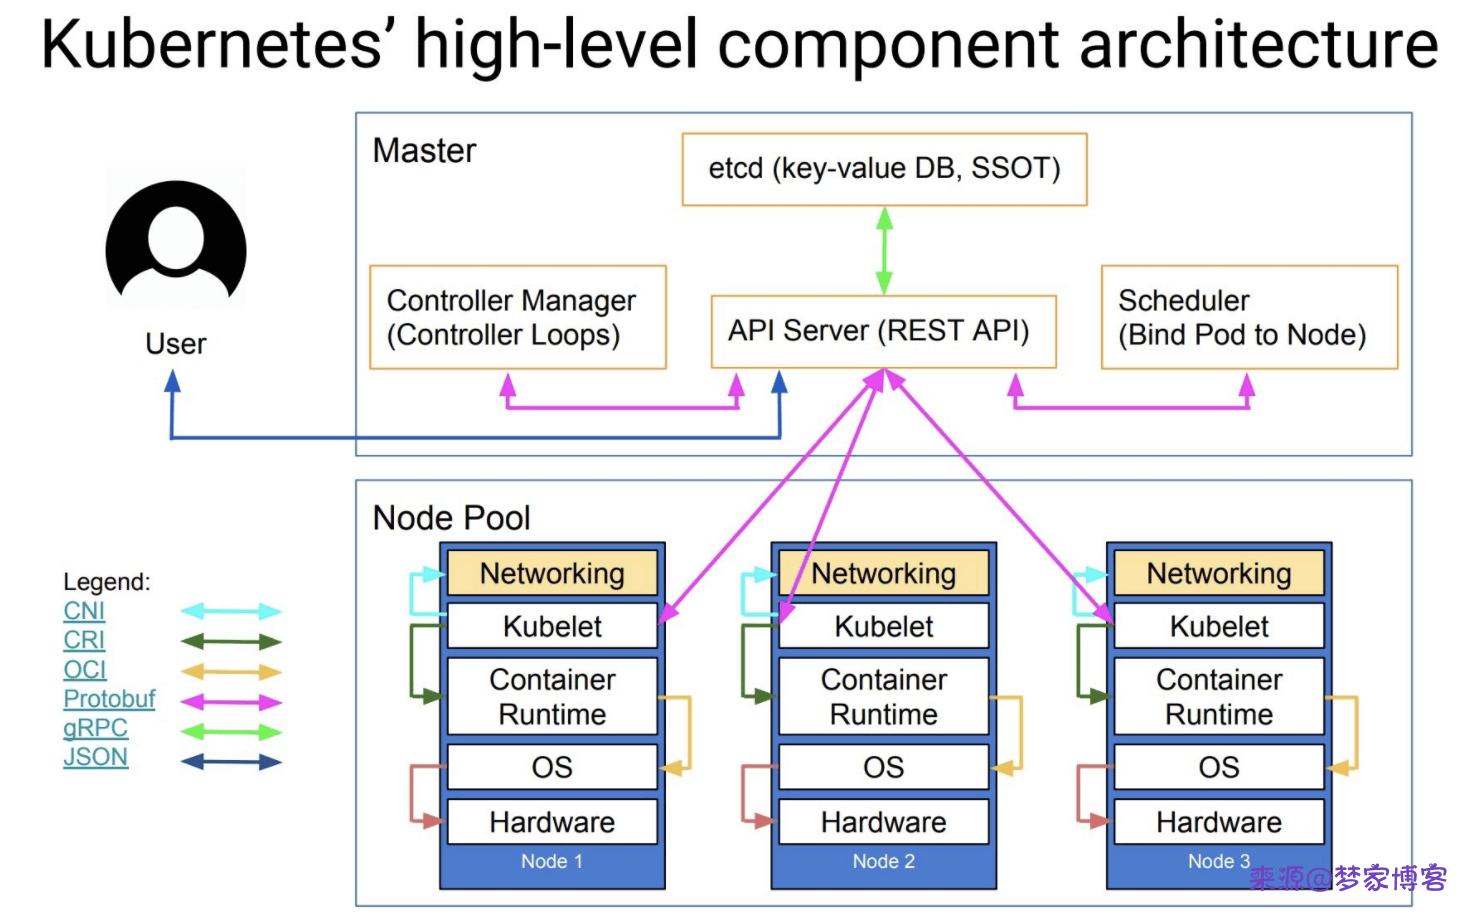 Kubernetes’ high-level component architecture
Master
etcd (key-value DB, SSOT)
Controller Manager
(Controller Loops)
API Server (REST API)
Scheduler
(Bind Pod to Node)
User
Node Pool
Legend:
CNI
CRI
OCI
Protobuf
gRPC
JSON
Networking
Kubelet
Container
Runtime
OS
Hardware
Node 1
Networking
Kubelet
Container
Runtime
OS
Hardware
Node 2
Networking
Kubelet
Container
Runtime
OS
Hardware
Node 3
来源@梦家博客